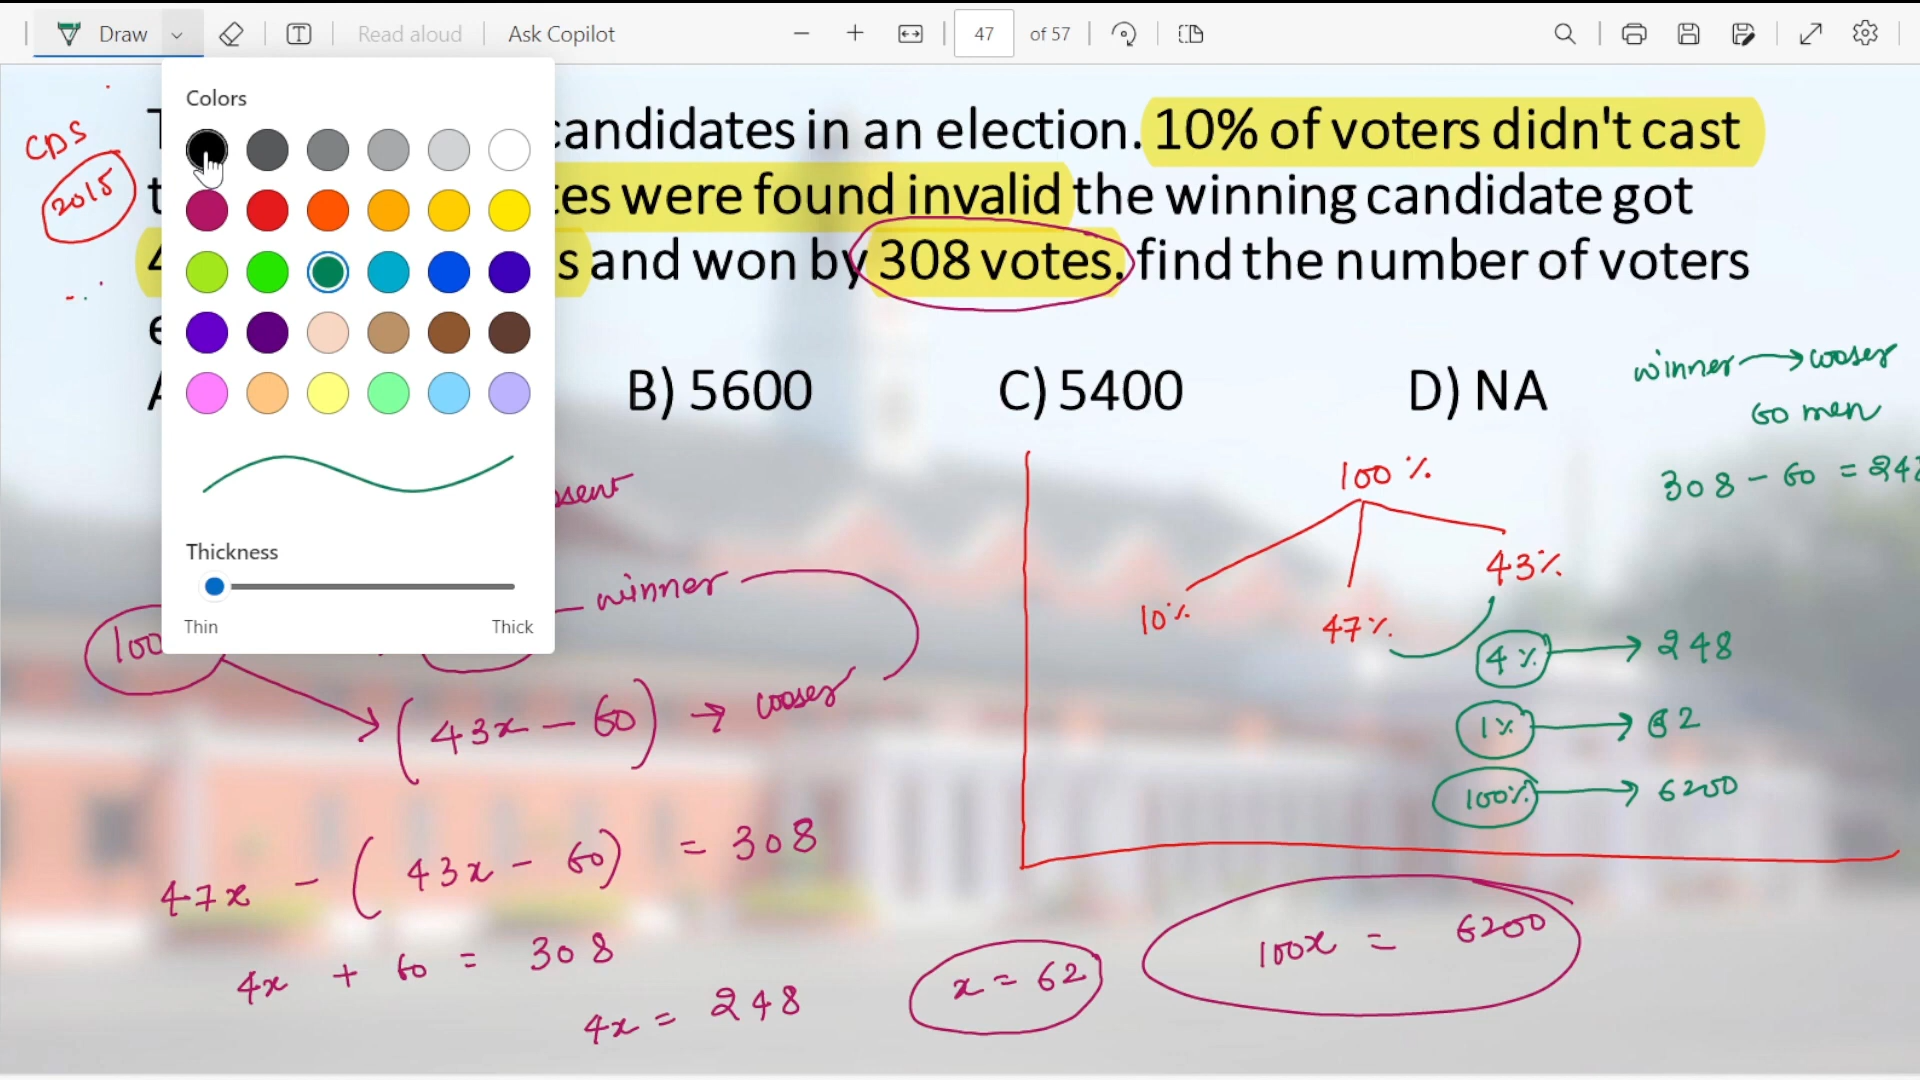 Draw Read aloud Ask Copilot 47 of 57
Colors
CDS
2015
candidates in an election. 10% of voters didn't cast
tes were found invalid the winning candidate got
s and won by 308 votes. find the number of voters
B) 5600 C) 5400 D) NA
winner → looser
60 men
308 - 60 = 24
100 %
43%
10%
47%
4% → 248
1% → 62
100% → 6200
Thickness
Thin Thick
winner
100
(43x - 60) → looser
47x - (43x - 60) = 308
4x + 60 = 308
4x = 248
x = 62
100x = 6200